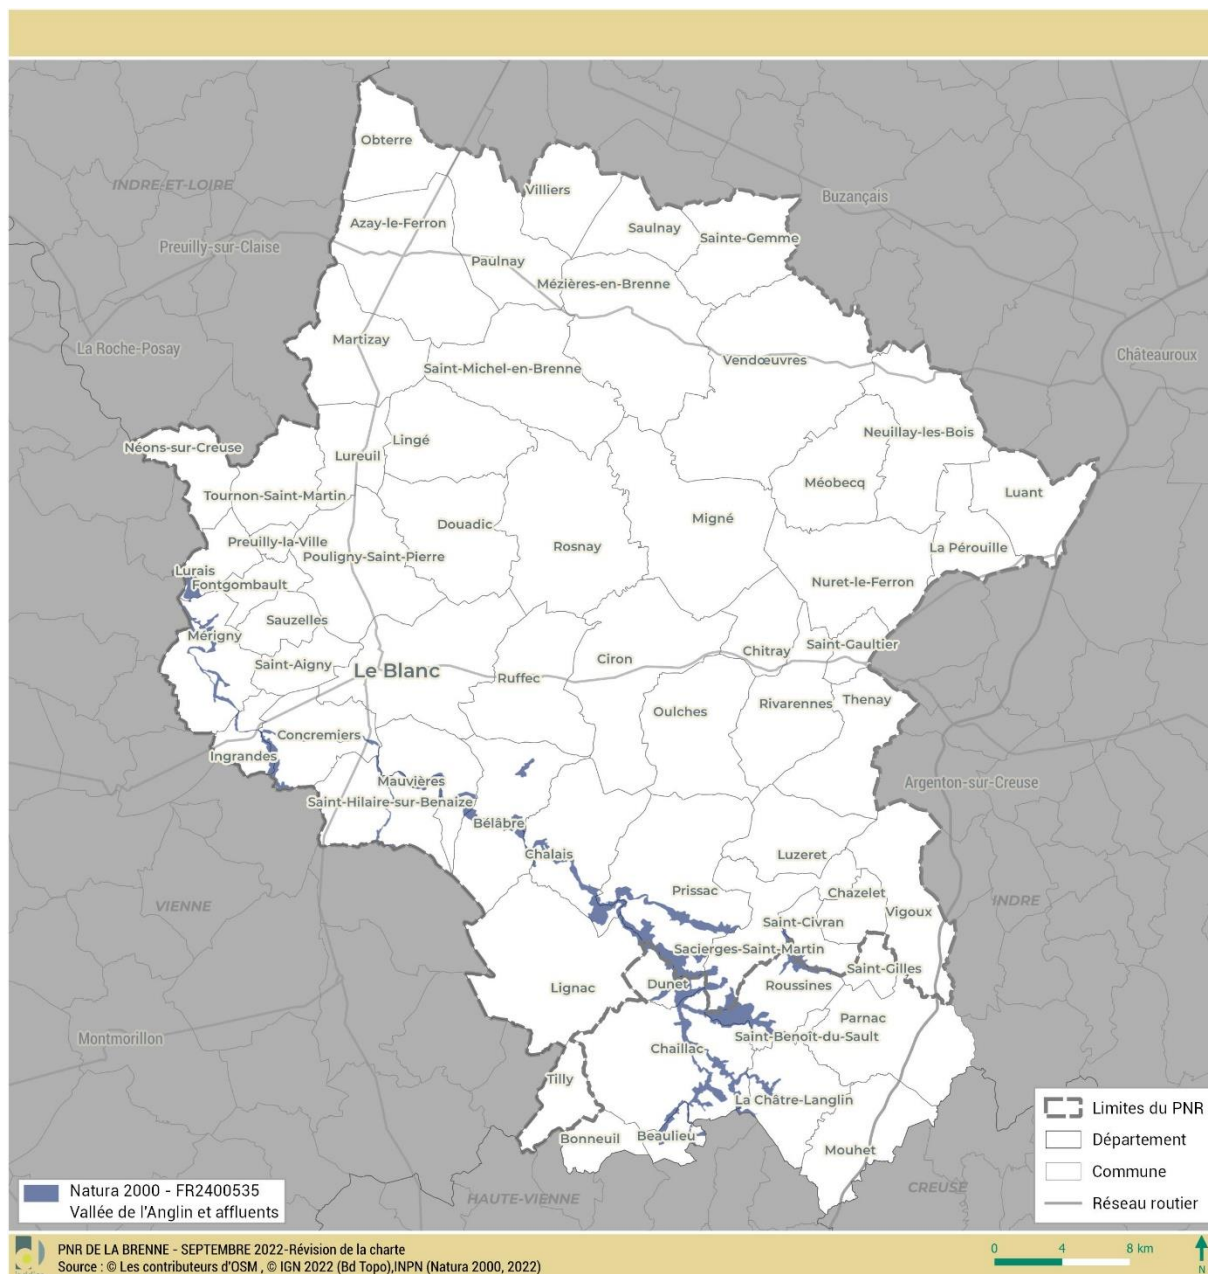 Obterre
INDRE-ET-LOIRE
Villiers
Buzançais
Azay-le-Ferron
Saulnay
Sainte-Gemme
Preuilly-sur-Claise
Paulnay
Mézières-en-Brenne
Martizay
La Roche-Posay
Châteauroux
Vendœuvres
Saint-Michel-en-Brenne
Neuillay-les-Bois
Néons-sur-Creuse
Lingé
Lureuil
Méobecq
Luant
Tournon-Saint-Martin
Douadic
Migné
Preuilly-la-Ville
Rosnay
La Pérouille
Pouligny-Saint-Pierre
Lurais
Fontgombault
Nuret-le-Ferron
Sauzelles
Mérigny
Saint-Gaultier
Chitray
Ciron
Saint-Aigny
Le Blanc
Ruffec
Thenay
Rivarennes
Oulches
Concremiers
Ingrandes
Mauvières
Argenton-sur-Creuse
Saint-Hilaire-sur-Benaize
Bélâbre
Chalais
Luzeret
Prissac
Chazelet
INDRE
VIENNE
Vigoux
Saint-Civran
Sacierges-Saint-Martin
Saint-Gilles
Dunet
Roussines
Lignac
Parnac
Montmorillon
Saint-Benoît-du-Sault
Chaillac
Tilly
La Châtre-Langlin
Bonneuil
Beaulieu
Mouhet
HAUTE-VIENNE
CREUSE
Limites du PNR
Département
Commune
Réseau routier
Natura 2000 - FR2400535
Vallée de l'Anglin et affluents
PNR DE LA BRENNE - SEPTEMBRE 2022-Révision de la charte
Source : © Les contributeurs d'OSM , © IGN 2022 (Bd Topo),INPN (Natura 2000, 2022)
0 4 8 km
N